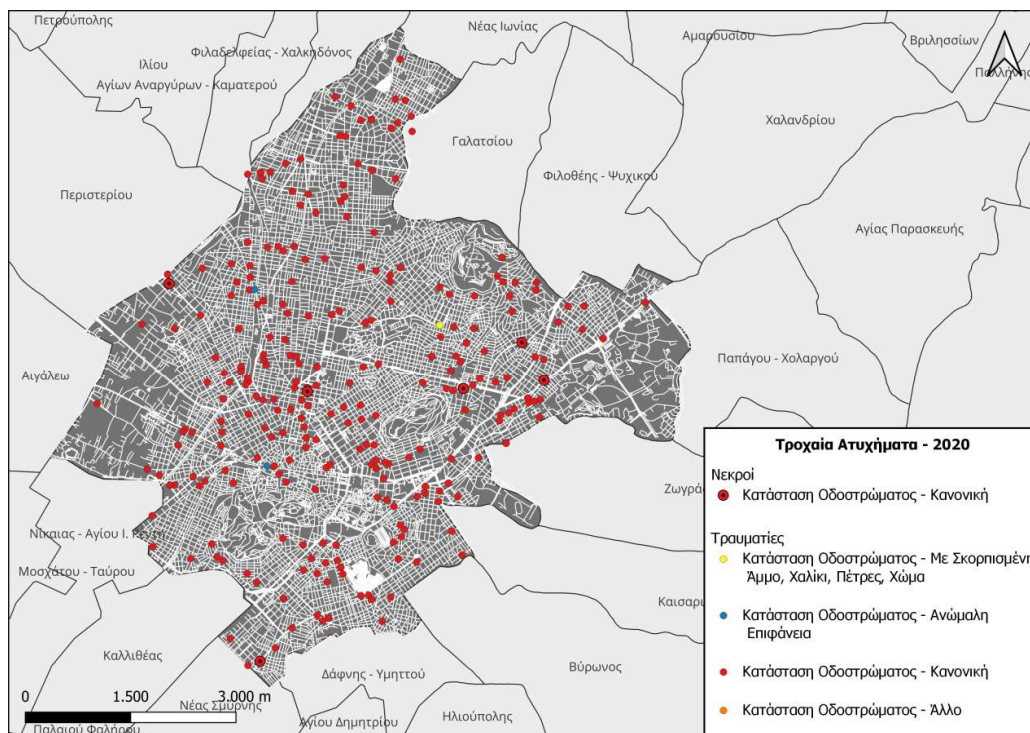 Πετρούπολης
Νέας Ιωνίας
Αμαρουσίου
Βριλησσίων
Φιλαδελφείας - Χαλκηδόνος
Ιλίου
Παλλήνης
Αγίων Αναργύρων - Καματερού
Χαλανδρίου
Γαλατσίου
Φιλοθέης - Ψυχικού
Περιστερίου
Αγίας Παρασκευής
Παπάγου - Χολαργού
Αιγάλεω
Τροχαία Ατυχήματα - 2020
Νεκροί
Κατάσταση Οδοστρώματος - Κανονική
Ζωγρά
Νίκαιας - Αγίου Ι. Ρέντη
Τραυματίες
Κατάσταση Οδοστρώματος - Με Σκορπισμένη
Άμμο, Χαλίκι, Πέτρες, Χώμα
Μοσχάτου - Ταύρου
Καισαρι
Κατάσταση Οδοστρώματος - Ανώμαλη
Επιφάνεια
Καλλιθέας
Βύρωνος
Δάφνης - Υμηττού
Κατάσταση Οδοστρώματος - Κανονική
0 1.500 3.000 m
Νέας Σμύρνης
Ηλιούπολης
Κατάσταση Οδοστρώματος - Άλλο
Αγίου Δημητρίου
Παλαιού Φαλήρου